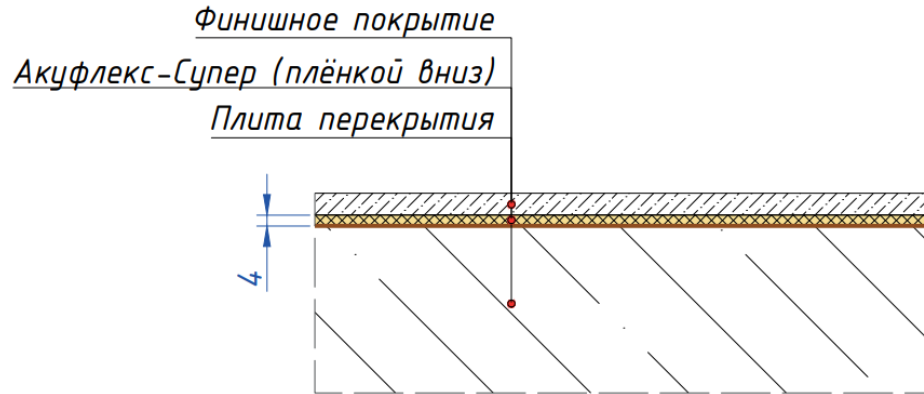 Финишное покрытие
Акуфлекс-Супер (плёнкой вниз)
Плита перекрытия
4